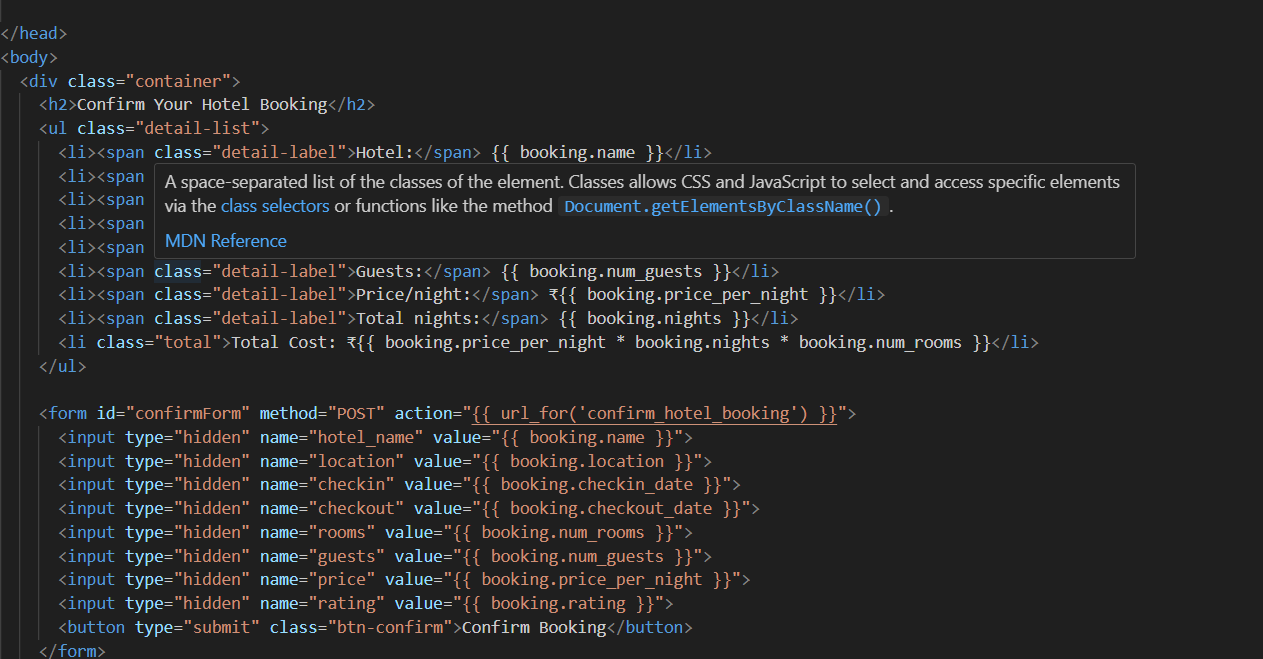 </head>
<body>
<div class="container">
<h2>Confirm Your Hotel Booking</h2>
<ul class="detail-list">
<li><span class="detail-label">Hotel:</span> {{ booking.name }}</li>
<li><span
A space-separated list of the classes of the element. Classes allows CSS and JavaScript to select and access specific elements
<li><span
via the class selectors or functions like the method Document.getElementsByClassName() .
<li><span
MDN Reference
<li><span
<li><span class="detail-label">Guests:</span> {{ booking.num_guests }}</li>
<li><span class="detail-label">Price/night:</span> ₹{{ booking.price_per_night }}</li>
<li><span class="detail-label">Total nights:</span> {{ booking.nights }}</li>
<li class="total">Total Cost: ₹{{ booking.price_per_night * booking.nights * booking.num_rooms }}</li>
</ul>
<form id="confirmForm" method="POST" action="{{ url_for('confirm_hotel_booking') }}">
<input type="hidden" name="hotel_name" value="{{ booking.name }}">
<input type="hidden" name="location" value="{{ booking.location }}">
<input type="hidden" name="checkin" value="{{ booking.checkin_date }}">
<input type="hidden" name="checkout" value="{{ booking.checkout_date }}">
<input type="hidden" name="rooms" value="{{ booking.num_rooms }}">
<input type="hidden" name="guests" value="{{ booking.num_guests }}">
<input type="hidden" name="price" value="{{ booking.price_per_night }}">
<input type="hidden" name="rating" value="{{ booking.rating }}">
<button type="submit" class="btn-confirm">Confirm Booking</button>
</form>